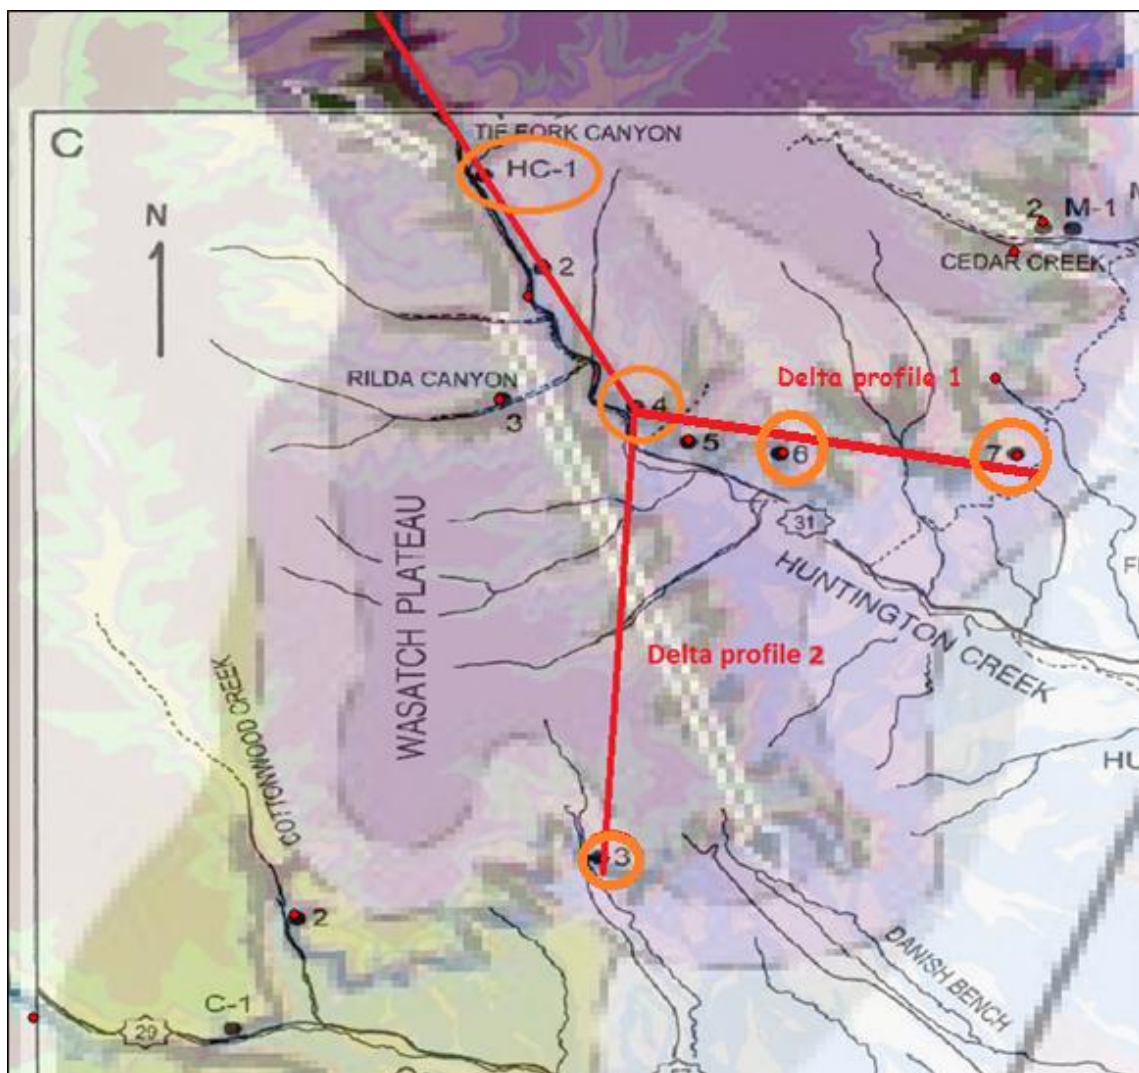 C
TIE FORK CANYON
HC-1
N
2
M-1
2
CEDAR CREEK
RILDA CANYON
3
4
Delta profile 1
5
6
7
31
HUNTINGTON CREEK
WASATCH PLATEAU
Delta profile 2
HU
COTTONWOOD CREEK
3
2
DANISH BENCH
C-1
29